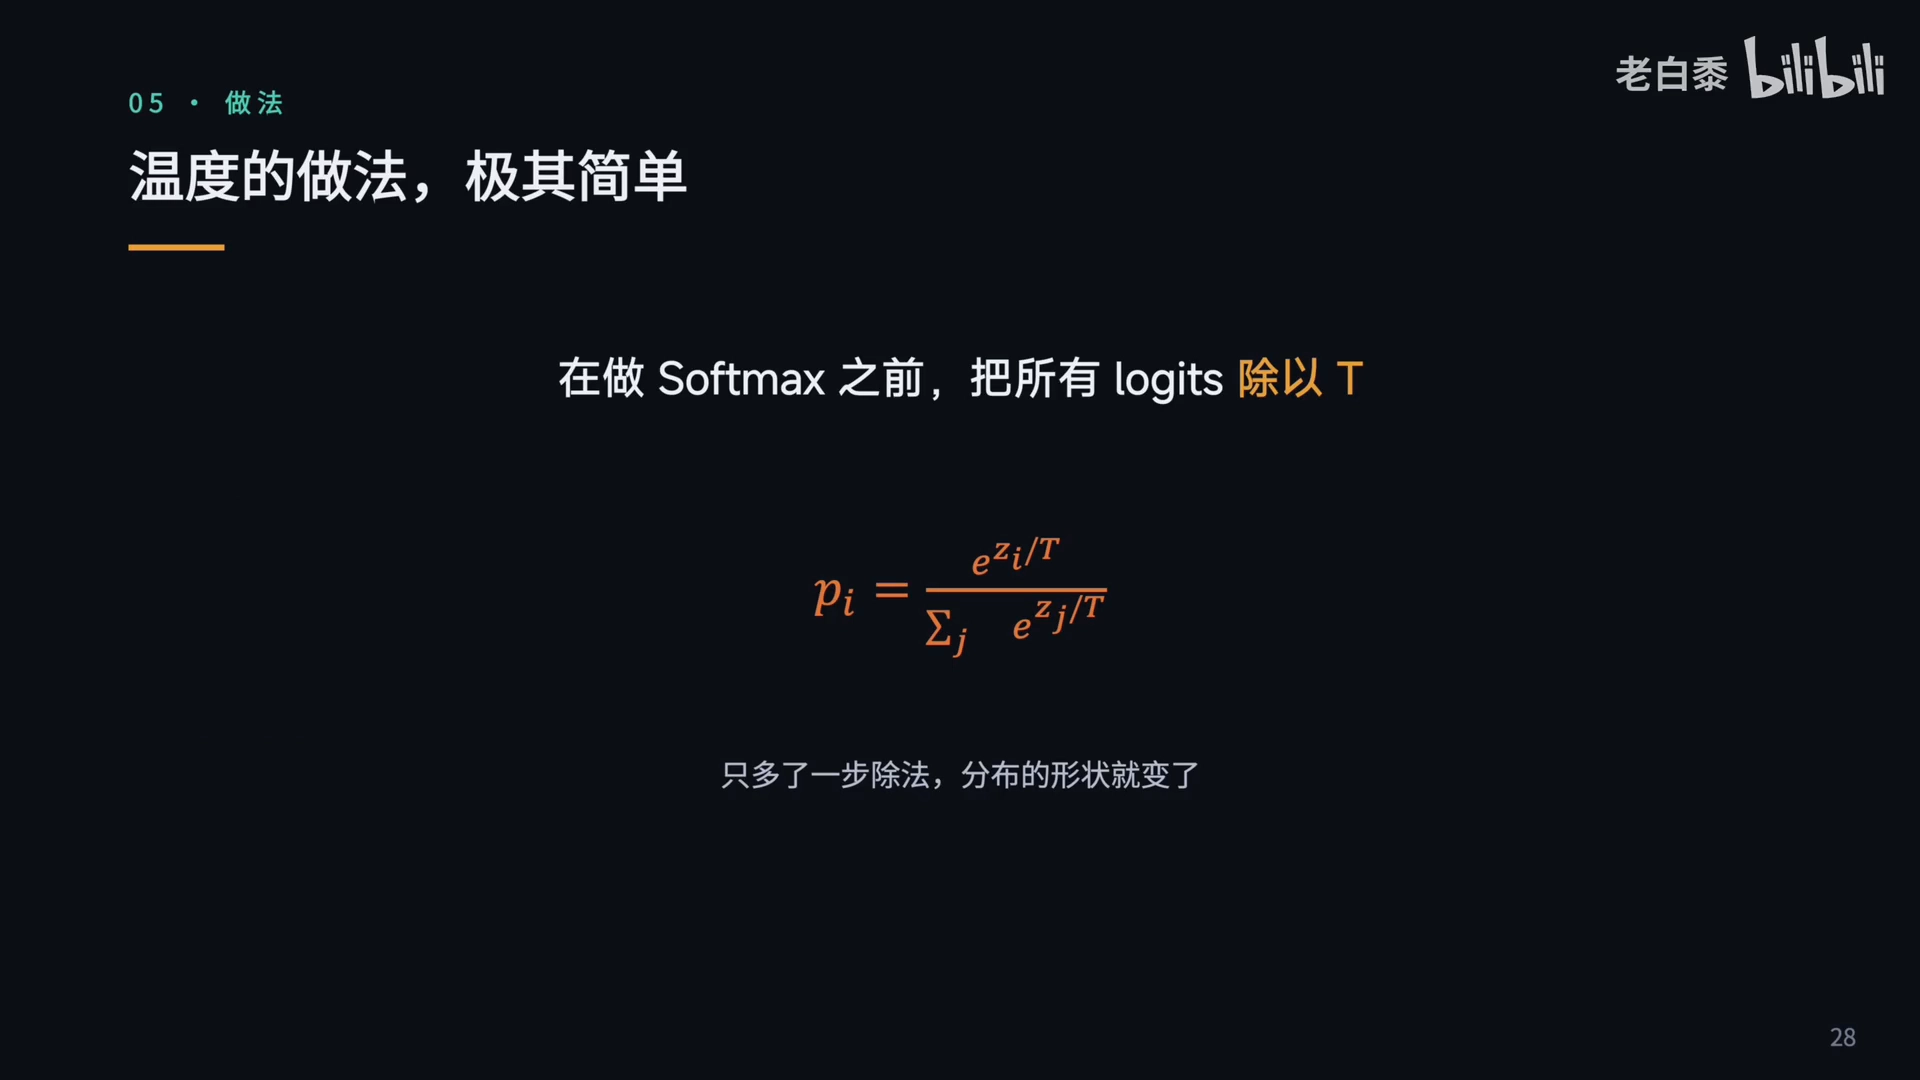 老白黍 bilibili
05 · 做法
温度的做法，极其简单
在做 Softmax 之前，把所有 logits 除以 T
p_i = e^{z_i/T} / Σ_j e^{z_j/T}
只多了一步除法，分布的形状就变了
28